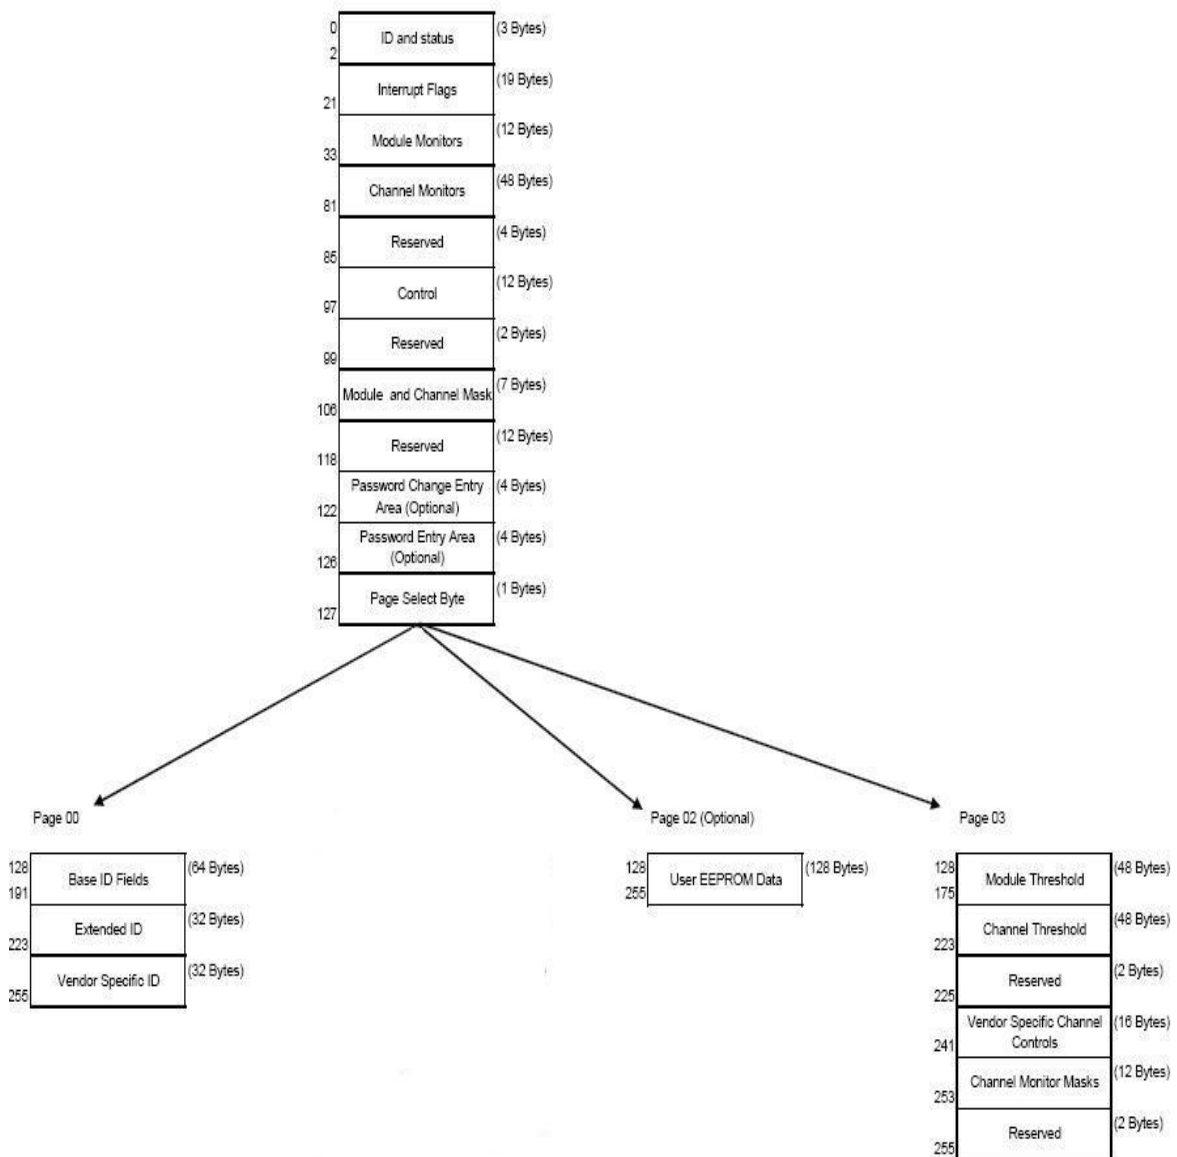 0
ID and status
(3 Bytes)
2
Interrupt Flags
(19 Bytes)
21
Module Monitors
(12 Bytes)
33
Channel Monitors
(48 Bytes)
81
Reserved
(4 Bytes)
85
Control
(12 Bytes)
97
Reserved
(2 Bytes)
99
Module and Channel Mask
(7 Bytes)
106
Reserved
(12 Bytes)
118
Password Change Entry
Area (Optional)
(4 Bytes)
122
Password Entry Area
(Optional)
(4 Bytes)
126
Page Select Byte
(1 Bytes)
127
Page 00
128
Base ID Fields
(64 Bytes)
191
Extended ID
(32 Bytes)
223
Vendor Specific ID
(32 Bytes)
255
Page 02 (Optional)
128
User EEPROM Data
(128 Bytes)
255
Page 03
128
Module Threshold
(48 Bytes)
175
Channel Threshold
(48 Bytes)
223
Reserved
(2 Bytes)
225
Vendor Specific Channel
Controls
(16 Bytes)
241
Channel Monitor Masks
(12 Bytes)
253
Reserved
(2 Bytes)
255